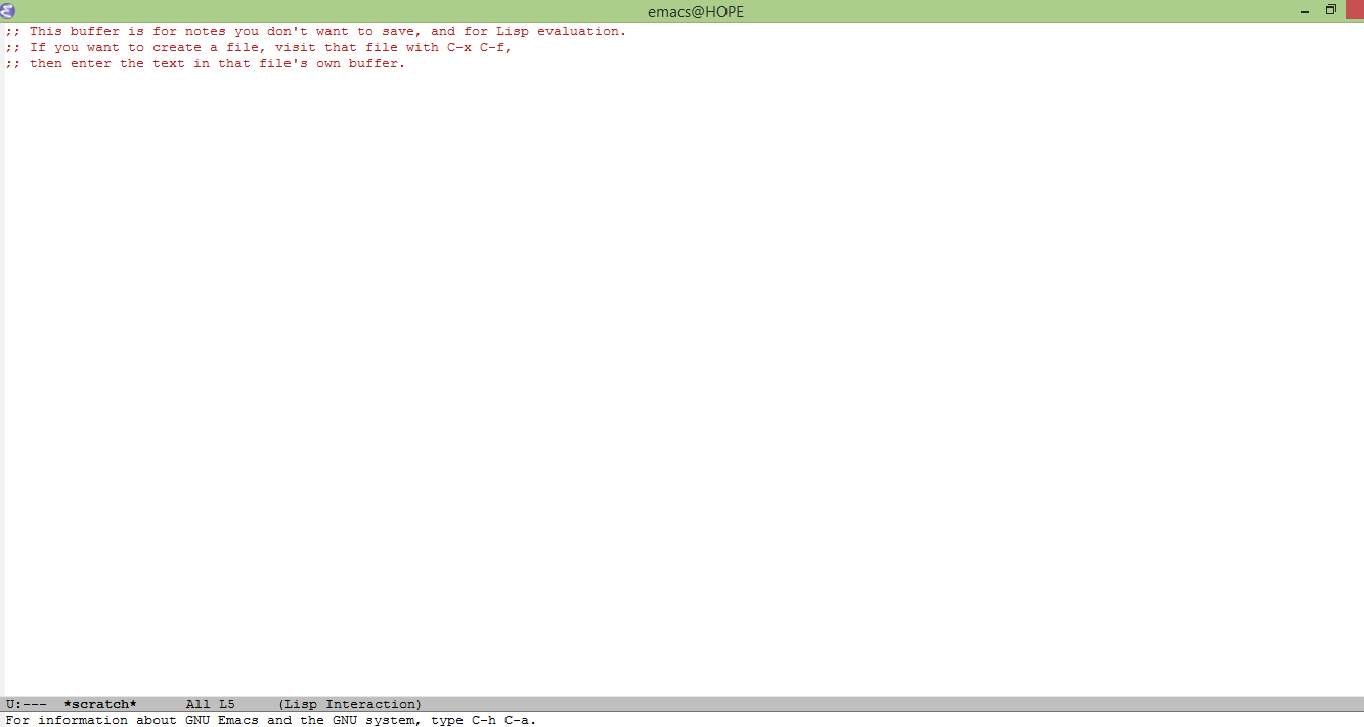 emacs@HOPE
;; This buffer is for notes you don't want to save, and for Lisp evaluation.
;; If you want to create a file, visit that file with C-x C-f,
;; then enter the text in that file's own buffer.
U:---  *scratch*      All L5     (Lisp Interaction)
For information about GNU Emacs and the GNU system, type C-h C-a.